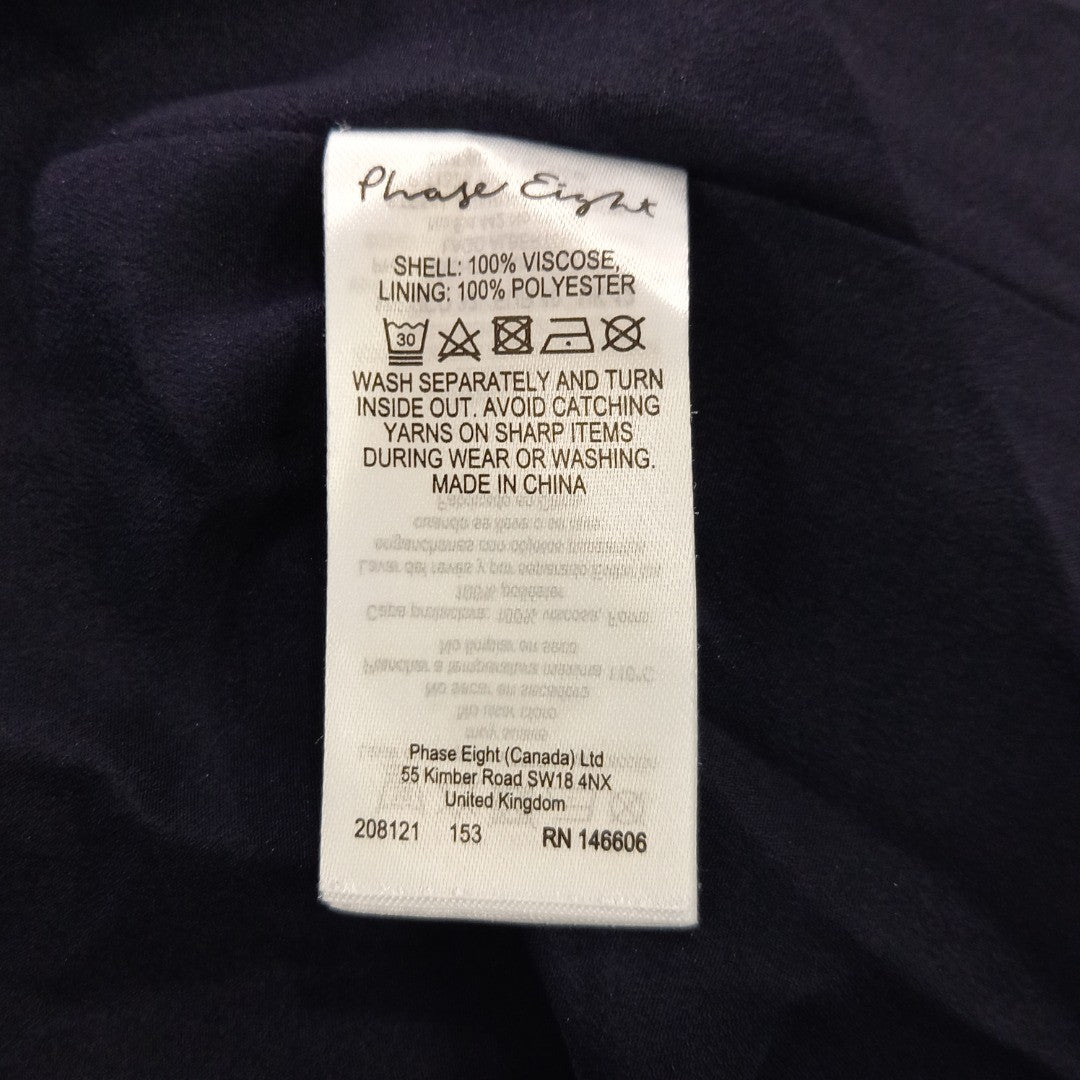 Phase Eight
SHELL: 100% VISCOSE,
LINING: 100% POLYESTER
30
WASH SEPARATELY AND TURN
INSIDE OUT. AVOID CATCHING
YARNS ON SHARP ITEMS
DURING WEAR OR WASHING.
MADE IN CHINA
Phase Eight (Canada) Ltd
55 Kimber Road SW18 4NX
United Kingdom
208121 153 RN 146606